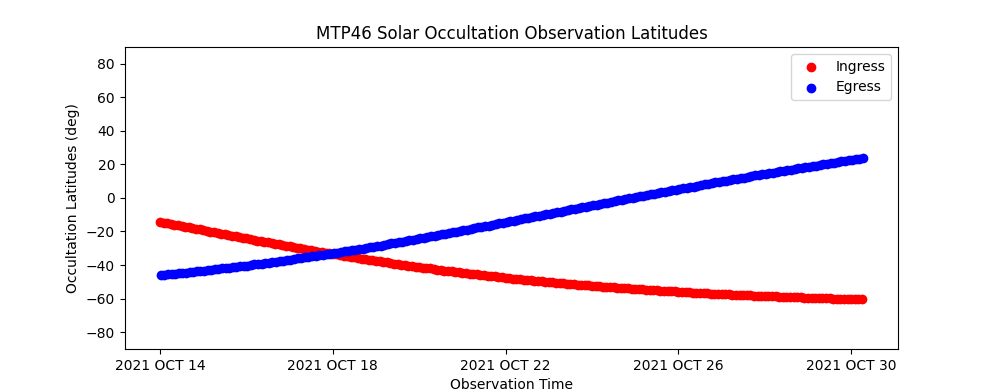 MTP46 Solar Occultation Observation Latitudes
Occultation Latitudes (deg)
80
60
40
20
0
−20
−40
−60
−80
Ingress
Egress
2021 OCT 14 2021 OCT 18 2021 OCT 22 2021 OCT 26 2021 OCT 30
Observation Time